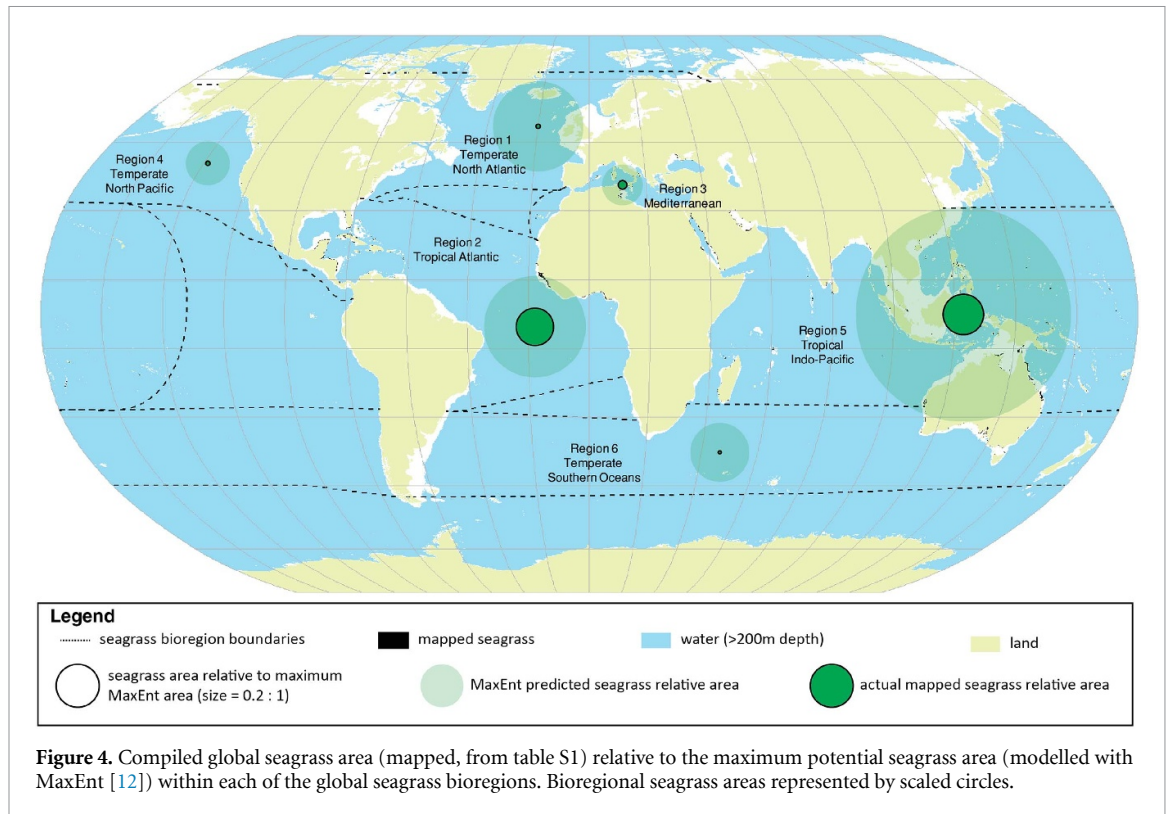 Region 1
Temperate
North Atlantic
Region 4
Temperate
North Pacific
Region 3
Mediterranean
Region 2
Tropical Atlantic
Region 5
Tropical
Indo-Pacific
Region 6
Temperate
Southern Oceans
Legend
seagrass bioregion boundaries
mapped seagrass
water (>200m depth)
land
seagrass area relative to maximum
MaxEnt area (size = 0.2 : 1)
MaxEnt predicted seagrass relative area
actual mapped seagrass relative area
Figure 4. Compiled global seagrass area (mapped, from table S1) relative to the maximum potential seagrass area (modelled with
MaxEnt [12]) within each of the global seagrass bioregions. Bioregional seagrass areas represented by scaled circles.